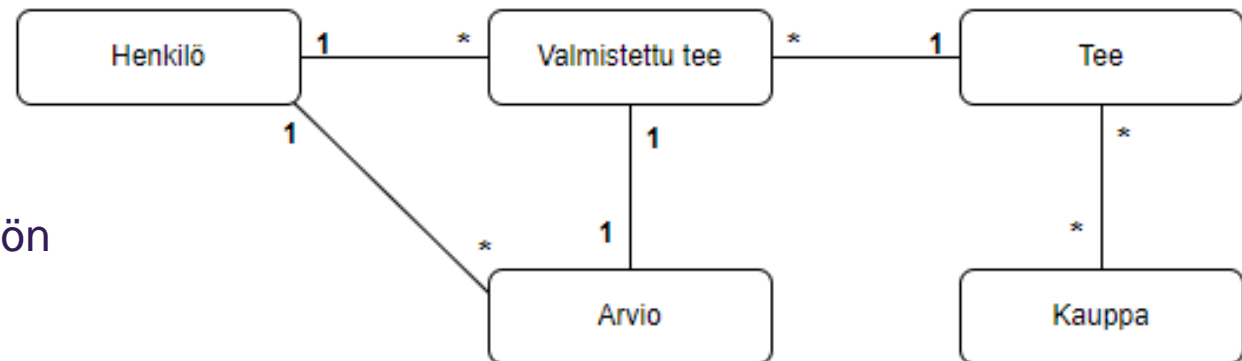 Henkilö 1 * Valmistettu tee * 1 Tee
1 1 *
ön * 1 *
Arvio Kauppa